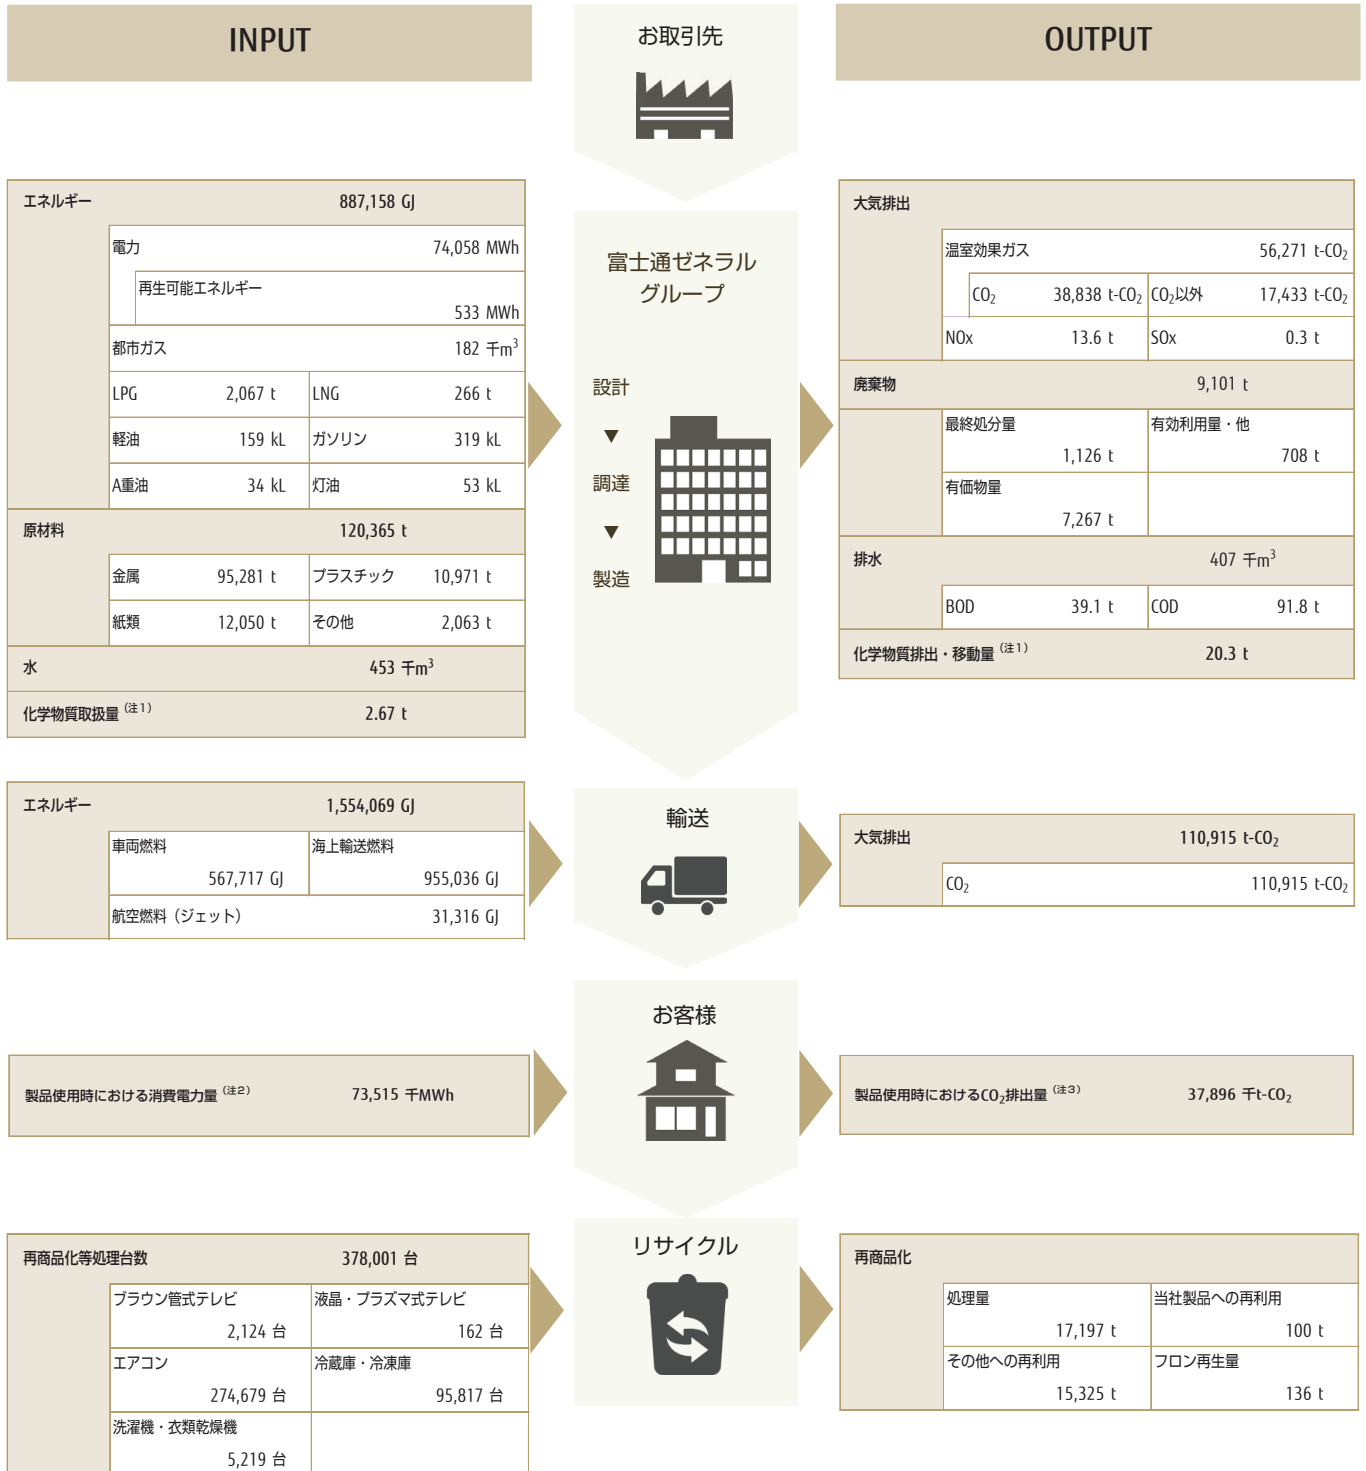 INPUT
お取引先
OUTPUT
エネルギー 887,158 GJ
電力 74,058 MWh
再生可能エネルギー
533 MWh
都市ガス 182 千m³
LPG 2,067 t LNG 266 t
軽油 159 kL ガソリン 319 kL
A重油 34 kL 灯油 53 kL
原材料 120,365 t
金属 95,281 t プラスチック 10,971 t
紙類 12,050 t その他 2,063 t
水 453 千m³
化学物質取扱量(注1) 2.67 t
富士通ゼネラル
グループ
設計
▼
調達
▼
製造
大気排出
温室効果ガス 56,271 t-CO₂
CO₂ 38,838 t-CO₂ CO₂以外 17,433 t-CO₂
NOx 13.6 t SOx 0.3 t
廃棄物 9,101 t
最終処分量 有効利用量・他
1,126 t 708 t
有価物量
7,267 t
排水 407 千m³
BOD 39.1 t COD 91.8 t
化学物質排出・移動量(注1) 20.3 t
エネルギー 1,554,069 GJ
車両燃料 海上輸送燃料
567,717 GJ 955,036 GJ
航空燃料(ジェット) 31,316 GJ
輸送
大気排出 110,915 t-CO₂
CO₂ 110,915 t-CO₂
お客様
製品使用時における消費電力量(注2) 73,515 千MWh
製品使用時におけるCO₂排出量(注3) 37,896 千t-CO₂
再商品化等処理台数 378,001 台
ブラウン管式テレビ 液晶・プラズマ式テレビ
2,124 台 162 台
エアコン 冷蔵庫・冷凍庫
274,679 台 95,817 台
洗濯機・衣類乾燥機
5,219 台
リサイクル
再商品化
処理量 当社製品への再利用
17,197 t 100 t
その他への再利用 フロン再生量
15,325 t 136 t